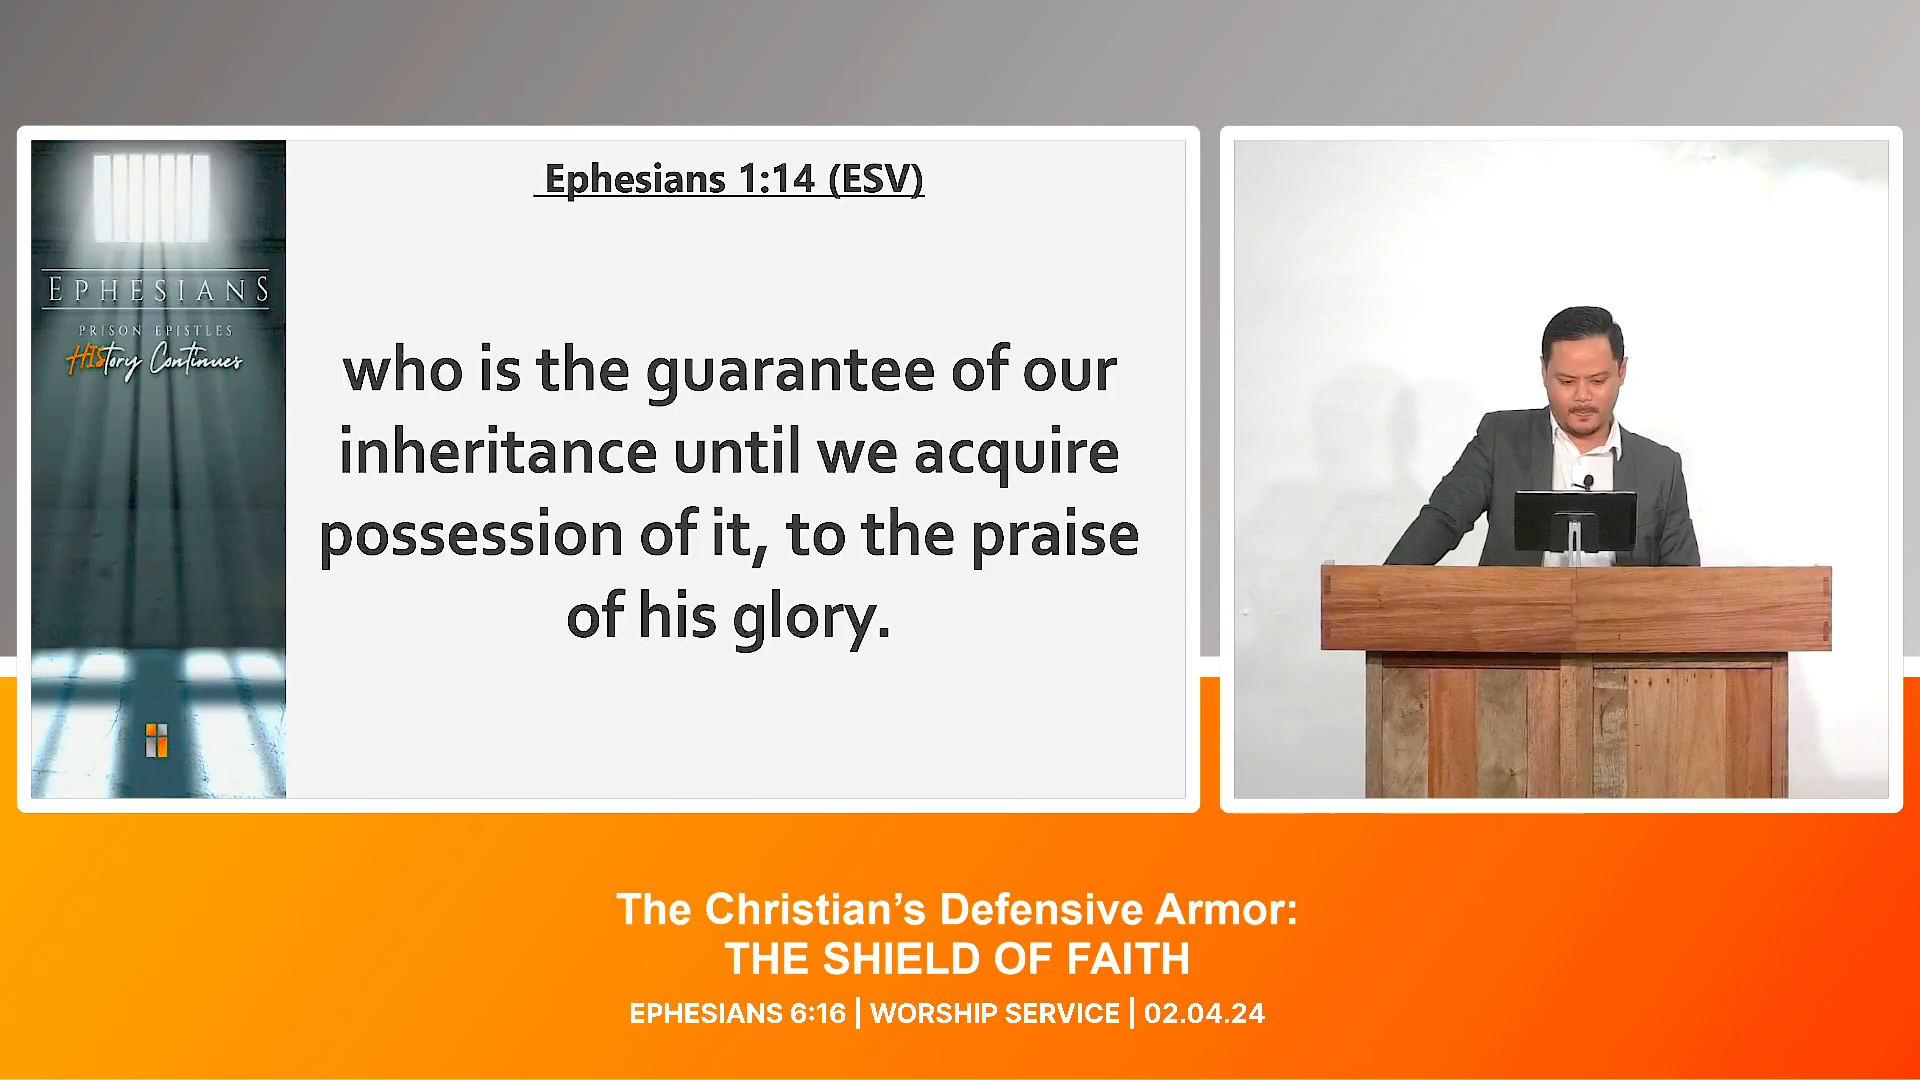 Ephesians 1:14 (ESV)
EPHESIANS
PRISON EPISTLES
HIStory Continues
who is the guarantee of our
inheritance until we acquire
possession of it, to the praise
of his glory.
The Christian’s Defensive Armor:
THE SHIELD OF FAITH
EPHESIANS 6:16 | WORSHIP SERVICE | 02.04.24